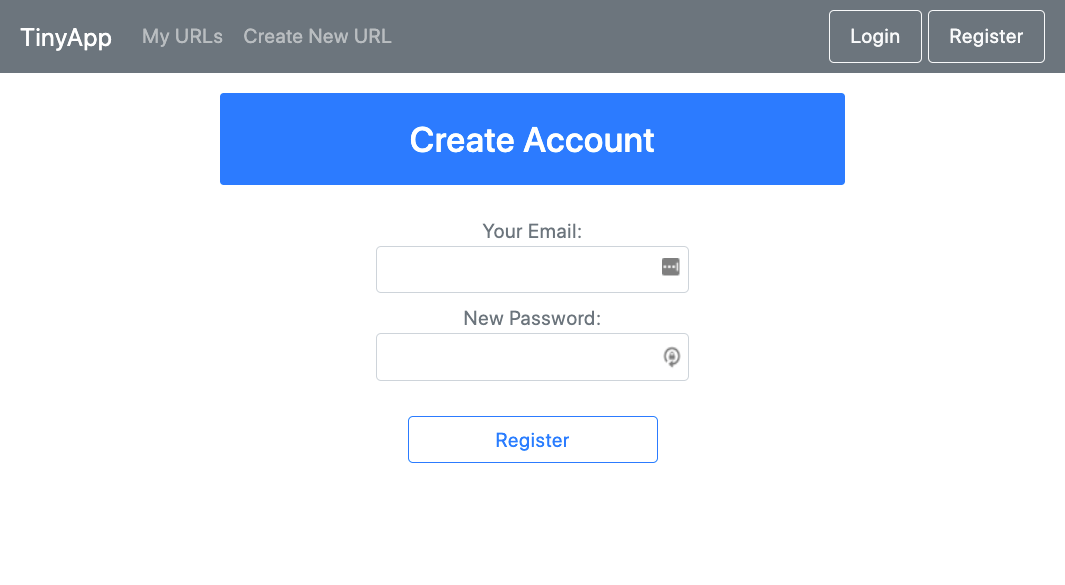 TinyApp My URLs Create New URL Login Register
Create Account
Your Email:
New Password:
Register